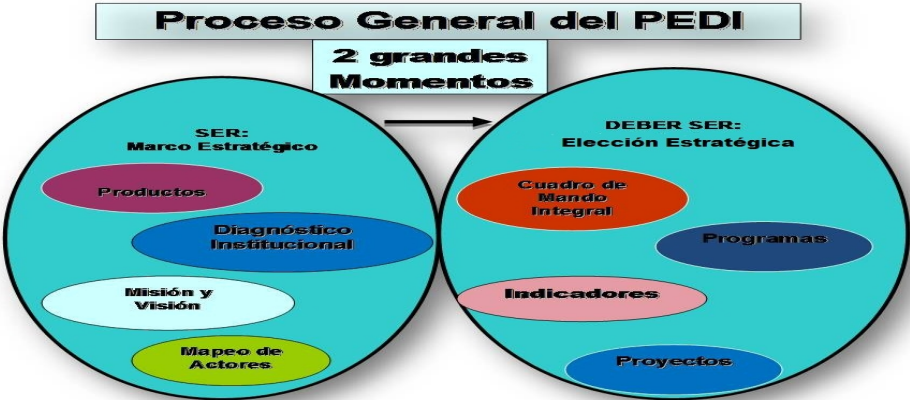 Proceso General del PEDI
2 grandes
Momentos
SER:
Marco Estratégico
Productos
Diagnóstico
Institucional
Misión y
Visión
Mapeo de
Actores
DEBER SER:
Elección Estratégica
Cuadro de
Mando
Integral
Programas
Indicadores
Proyectos